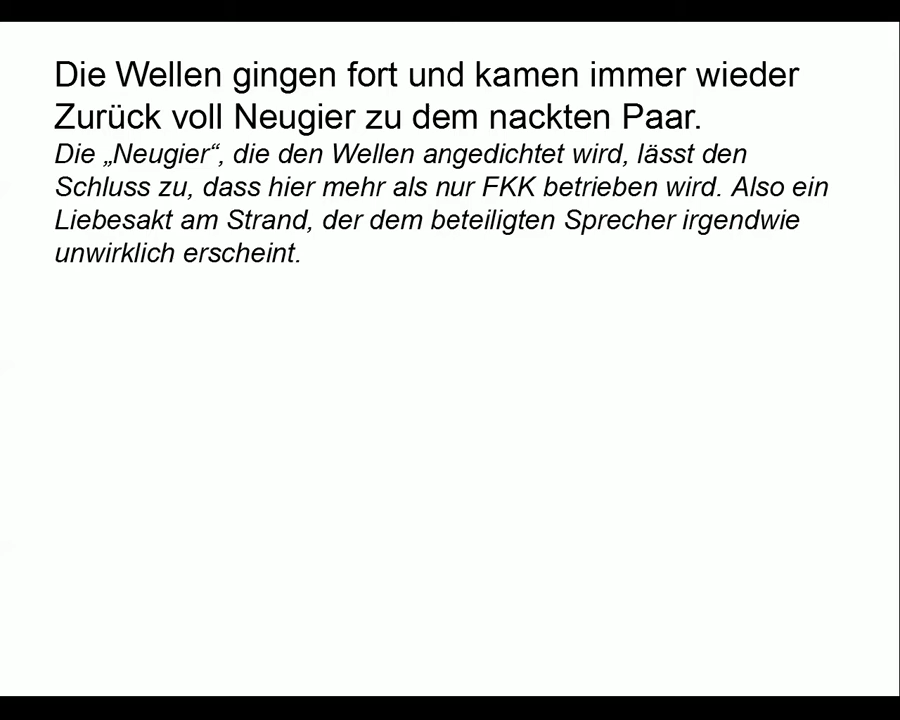 Die Wellen gingen fort und kamen immer wieder
Zurück voll Neugier zu dem nackten Paar.
Die „Neugier“, die den Wellen angedichtet wird, lässt den
Schluss zu, dass hier mehr als nur FKK betrieben wird. Also ein
Liebesakt am Strand, der dem beteiligten Sprecher irgendwie
unwirklich erscheint.